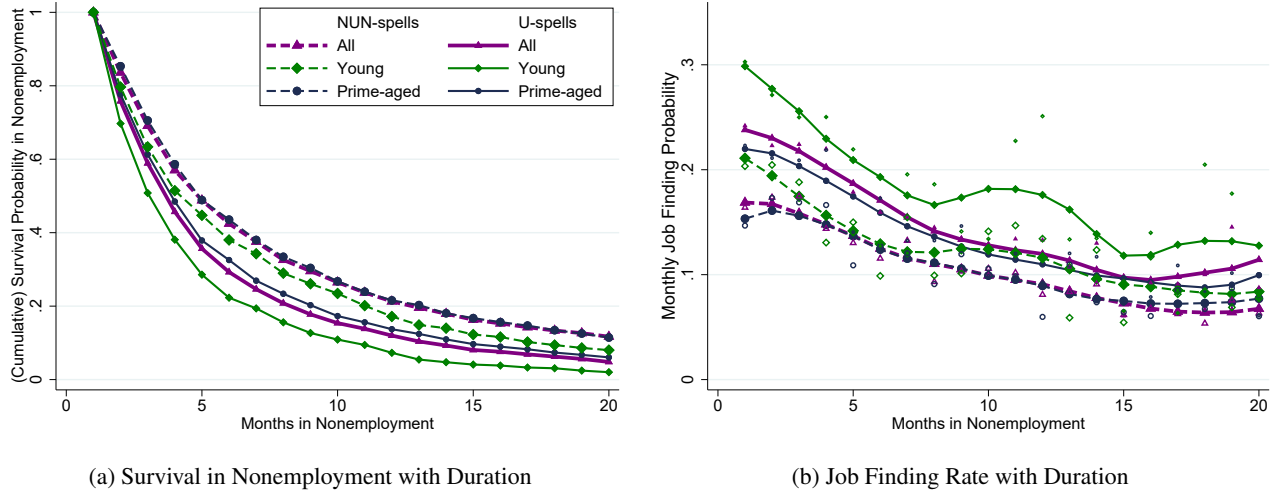 (Cumulative) Survival Probability in Nonemployment
1
.8
.6
.4
.2
0
0 5 10 15 20
Months in Nonemployment
NUN-spells U-spells
All All
Young Young
Prime-aged Prime-aged
(a) Survival in Nonemployment with Duration
Monthly Job Finding Probability
.3
.2
.1
0
0 5 10 15 20
Months in Nonemployment
(b) Job Finding Rate with Duration